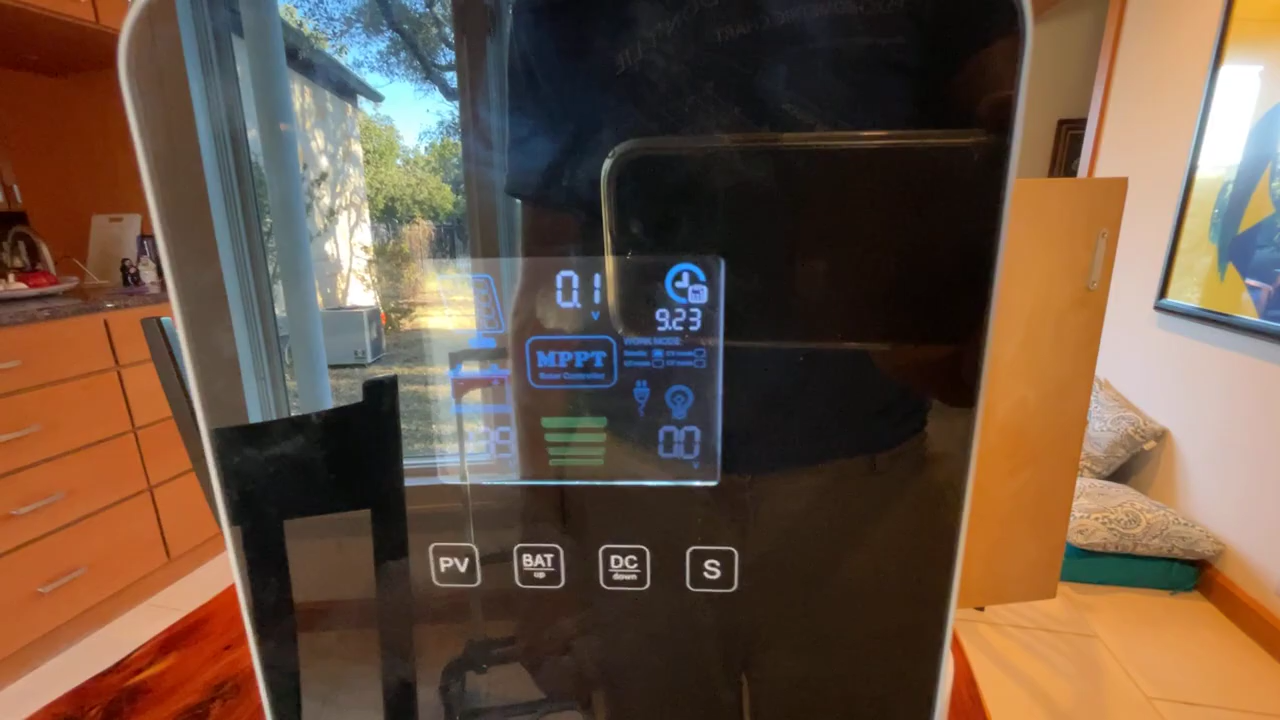 0.1
V
9.23
MPPT
Solar Controller
WORK MODE:
0.0
V
PV
BAT
up
DC
down
S